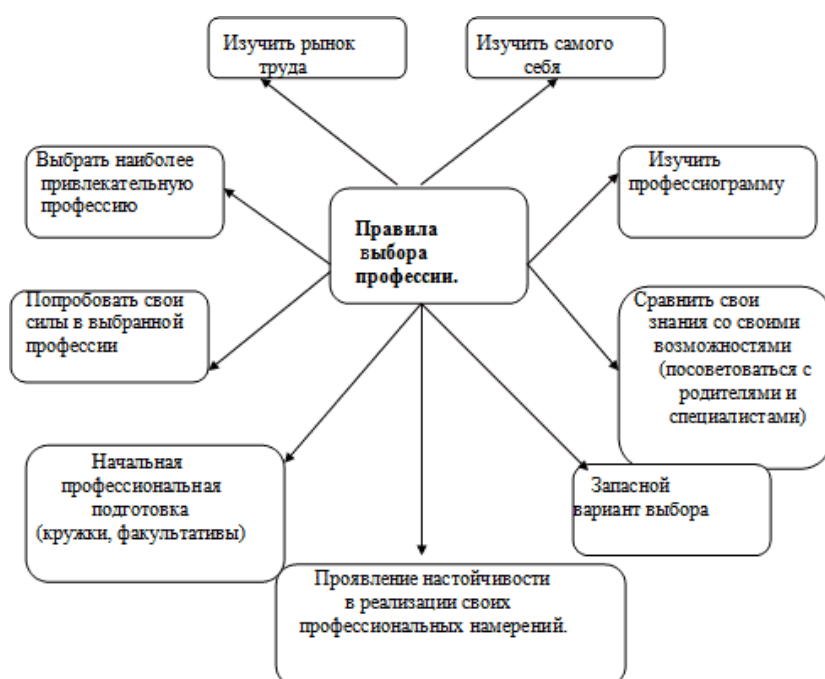 Изучить рынок
труда
Изучить самого
себя
Выбрать наиболее
привлекательную
профессию
Изучить
профессиограмму
Правила
выбора
профессии.
Попробовать свои
силы в выбранной
профессии
Сравнить свои
знания со своими
возможностями
(посоветоваться с
родителями и
специалистами)
Начальная
профессиональная
подготовка
(кружки, факультативы)
Запасной
вариант выбора
Проявление настойчивости
в реализации своих
профессиональных намерений.